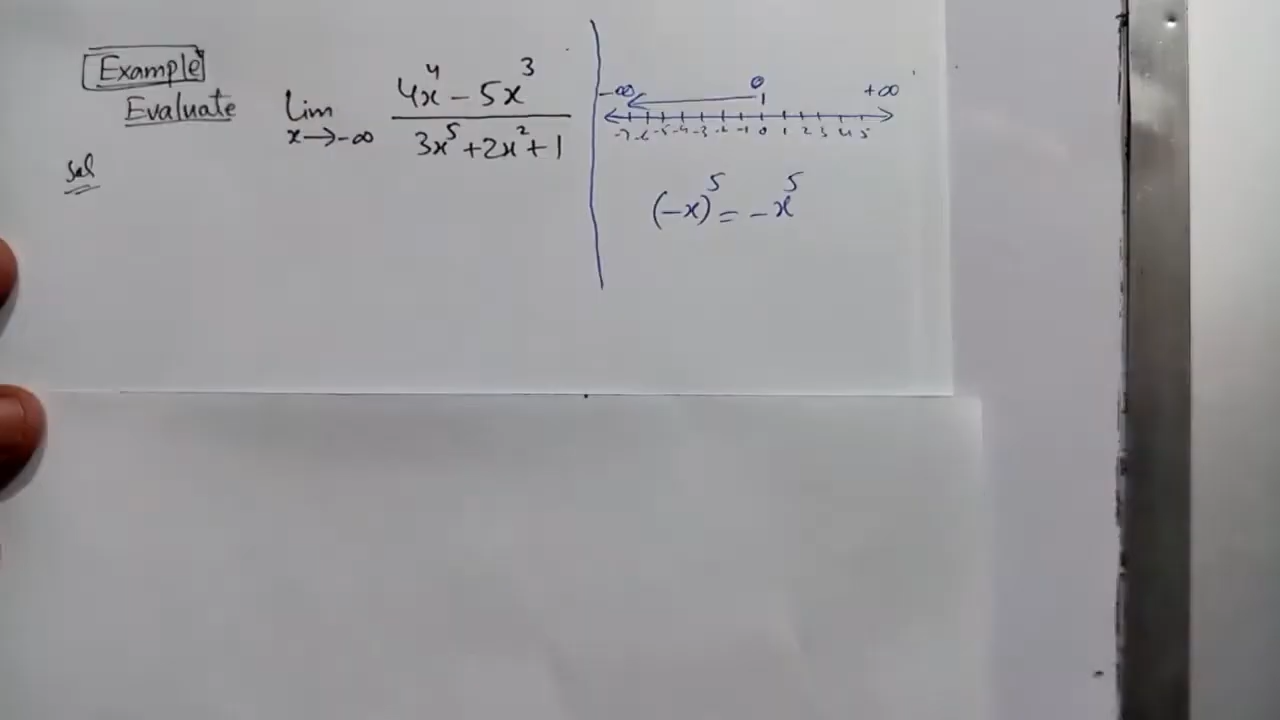 Example
Evaluate Lim x→-∞ (4x⁴ - 5x³)/(3x⁵ + 2x² + 1)
Sol
-∞ 0 +∞
-7 -6 -5 -4 -3 -2 -1 0 1 2 3 4 5
(-x)⁵ = -x⁵